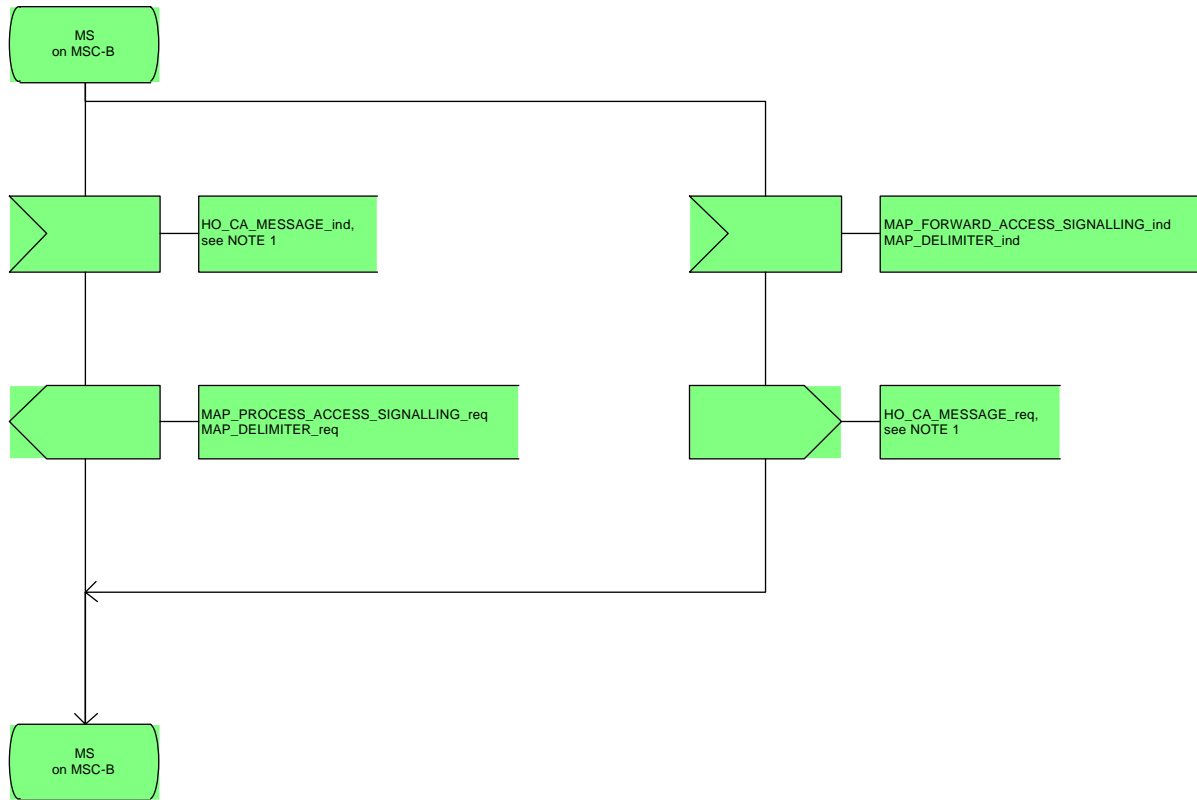 MS
on MSC-B
HO_CA_MESSAGE_ind,
see NOTE 1
MAP_FORWARD_ACCESS_SIGNALLING_ind
MAP_DELIMITER_ind
MAP_PROCESS_ACCESS_SIGNALLING_req
MAP_DELIMITER_req
HO_CA_MESSAGE_req,
see NOTE 1
MS
on MSC-B